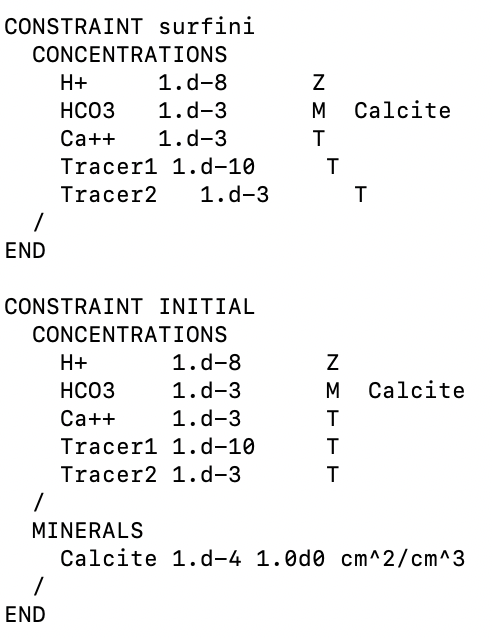 CONSTRAINT surfini
  CONCENTRATIONS
    H+     1.d-8      Z
    HCO3   1.d-3      M  Calcite
    Ca++   1.d-3      T
    Tracer1 1.d-10     T
    Tracer2   1.d-3      T
  /
END

CONSTRAINT INITIAL
  CONCENTRATIONS
    H+      1.d-8      Z
    HCO3    1.d-3      M  Calcite
    Ca++    1.d-3      T
    Tracer1 1.d-10     T
    Tracer2 1.d-3      T
  /
  MINERALS
    Calcite 1.d-4 1.0d0 cm^2/cm^3
  /
END